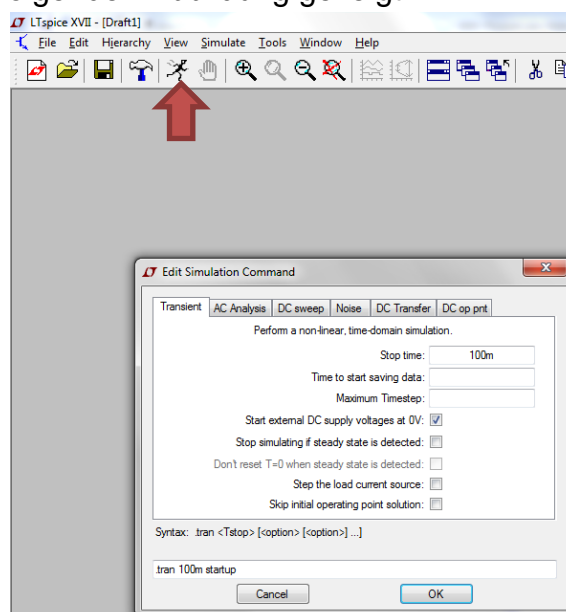 LTspice XVII - [Draft1]
File Edit Hierarchy View Simulate Tools Window Help
Edit Simulation Command
Transient AC Analysis DC sweep Noise DC Transfer DC op pnt
Perform a non-linear, time-domain simulation.
Stop time: 100m
Time to start saving data:
Maximum Timestep:
Start external DC supply voltages at 0V:
Stop simulating if steady state is detected:
Don't reset T=0 when steady state is detected:
Step the load current source:
Skip initial operating point solution:
Syntax: .tran <Tstop> [<option> [<option>] ...]
.tran 100m startup
Cancel OK